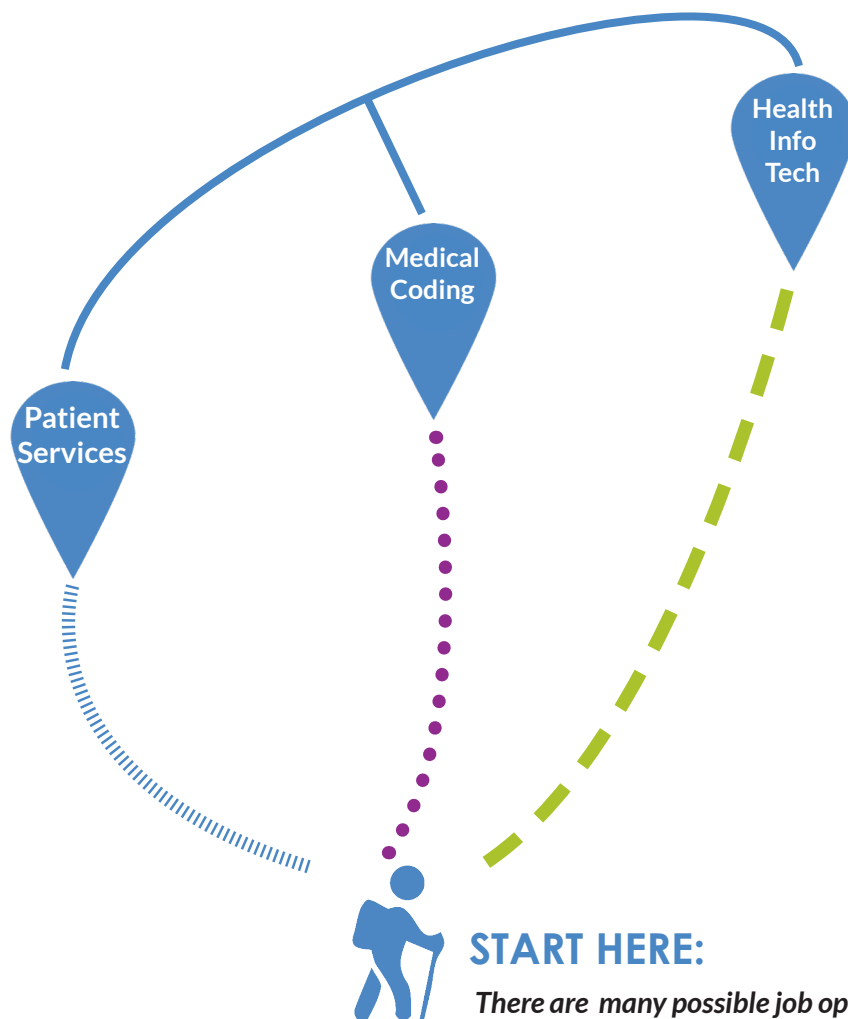 Health
Info
Tech
Medical
Coding
Patient
Services
START HERE:
There are many possible job op